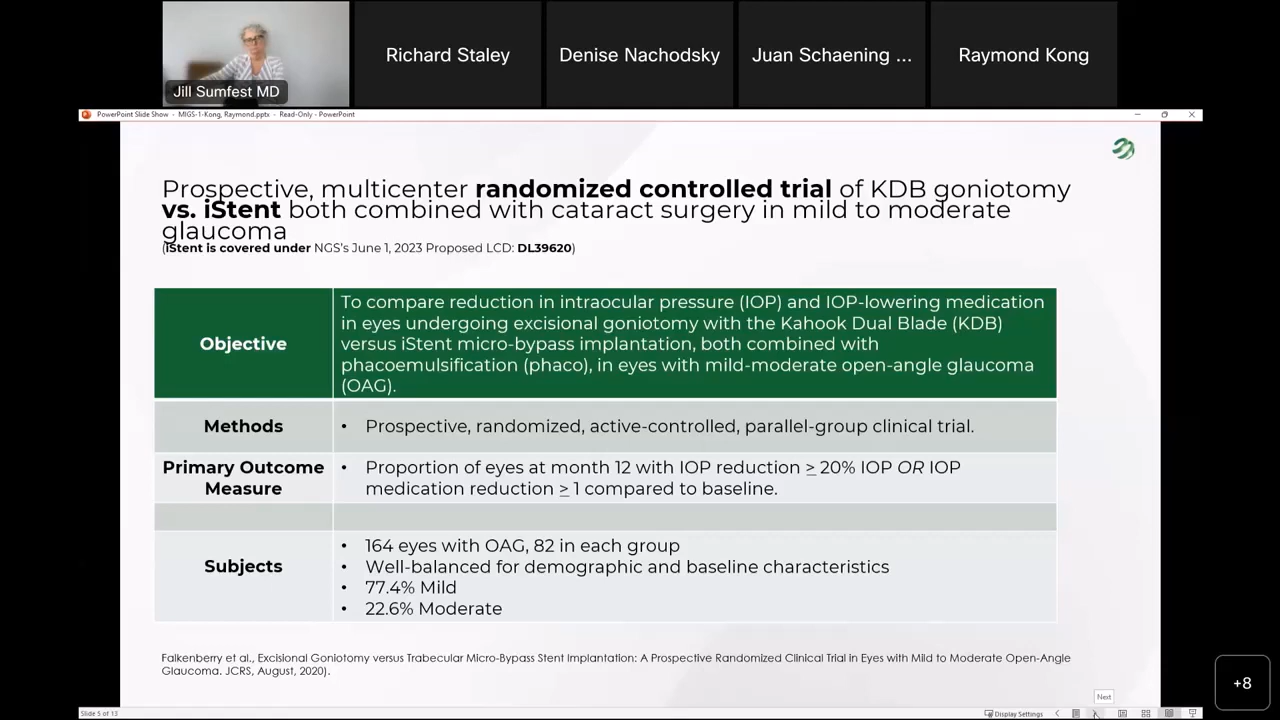 Jill Sumfest MD
Richard Staley
Denise Nachodsky
Juan Schaening ...
Raymond Kong
PowerPoint Slide Show - MIGS-1-Kong, Raymond.pptx - Read-Only - PowerPoint
Prospective, multicenter randomized controlled trial of KDB goniotomy
vs. iStent both combined with cataract surgery in mild to moderate
glaucoma
(iStent is covered under NGS's June 1, 2023 Proposed LCD: DL39620)
Objective
To compare reduction in intraocular pressure (IOP) and IOP-lowering medication
in eyes undergoing excisional goniotomy with the Kahook Dual Blade (KDB)
versus iStent micro-bypass implantation, both combined with
phacoemulsification (phaco), in eyes with mild-moderate open-angle glaucoma
(OAG).
Methods
• Prospective, randomized, active-controlled, parallel-group clinical trial.
Primary Outcome
Measure
• Proportion of eyes at month 12 with IOP reduction ≥ 20% IOP OR IOP
medication reduction ≥ 1 compared to baseline.
Subjects
• 164 eyes with OAG, 82 in each group
• Well-balanced for demographic and baseline characteristics
• 77.4% Mild
• 22.6% Moderate
Falkenberry et al., Excisional Goniotomy versus Trabecular Micro-Bypass Stent Implantation: A Prospective Randomized Clinical Trial in Eyes with Mild to Moderate Open-Angle
Glaucoma. JCRS, August, 2020).
+8
Next
Slide 5 of 13
Display Settings